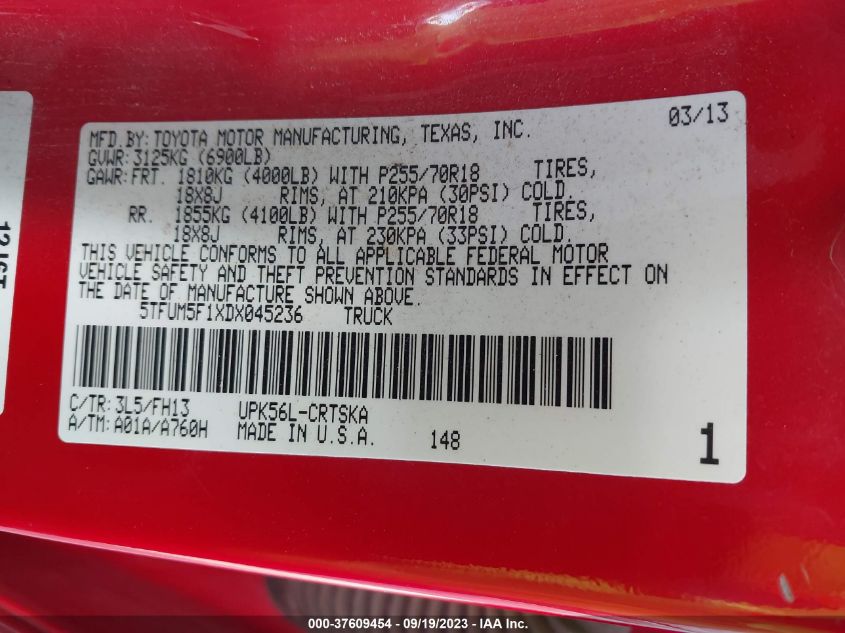 MFD.BY: TOYOTA MOTOR MANUFACTURING, TEXAS, INC. 03/13
GVWR: 3125KG (6900LB)
GAWR: FRT. 1810KG (4000LB) WITH P255/70R18 TIRES,
18X8J RIMS, AT 210KPA (30PSI) COLD.
RR. 1855KG (4100LB) WITH P255/70R18 TIRES,
18X8J RIMS, AT 230KPA (33PSI) COLD.
THIS VEHICLE CONFORMS TO ALL APPLICABLE FEDERAL MOTOR
VEHICLE SAFETY AND THEFT PREVENTION STANDARDS IN EFFECT ON
THE DATE OF MANUFACTURE SHOWN ABOVE.
5TFUM5F1XDX045236 TRUCK
C/TR: 3L5/FH13 UPK56L-CRTSKA
A/TM: A01A/A760H MADE IN U.S.A. 148 1
000-37609454 - 09/19/2023 - IAA Inc.